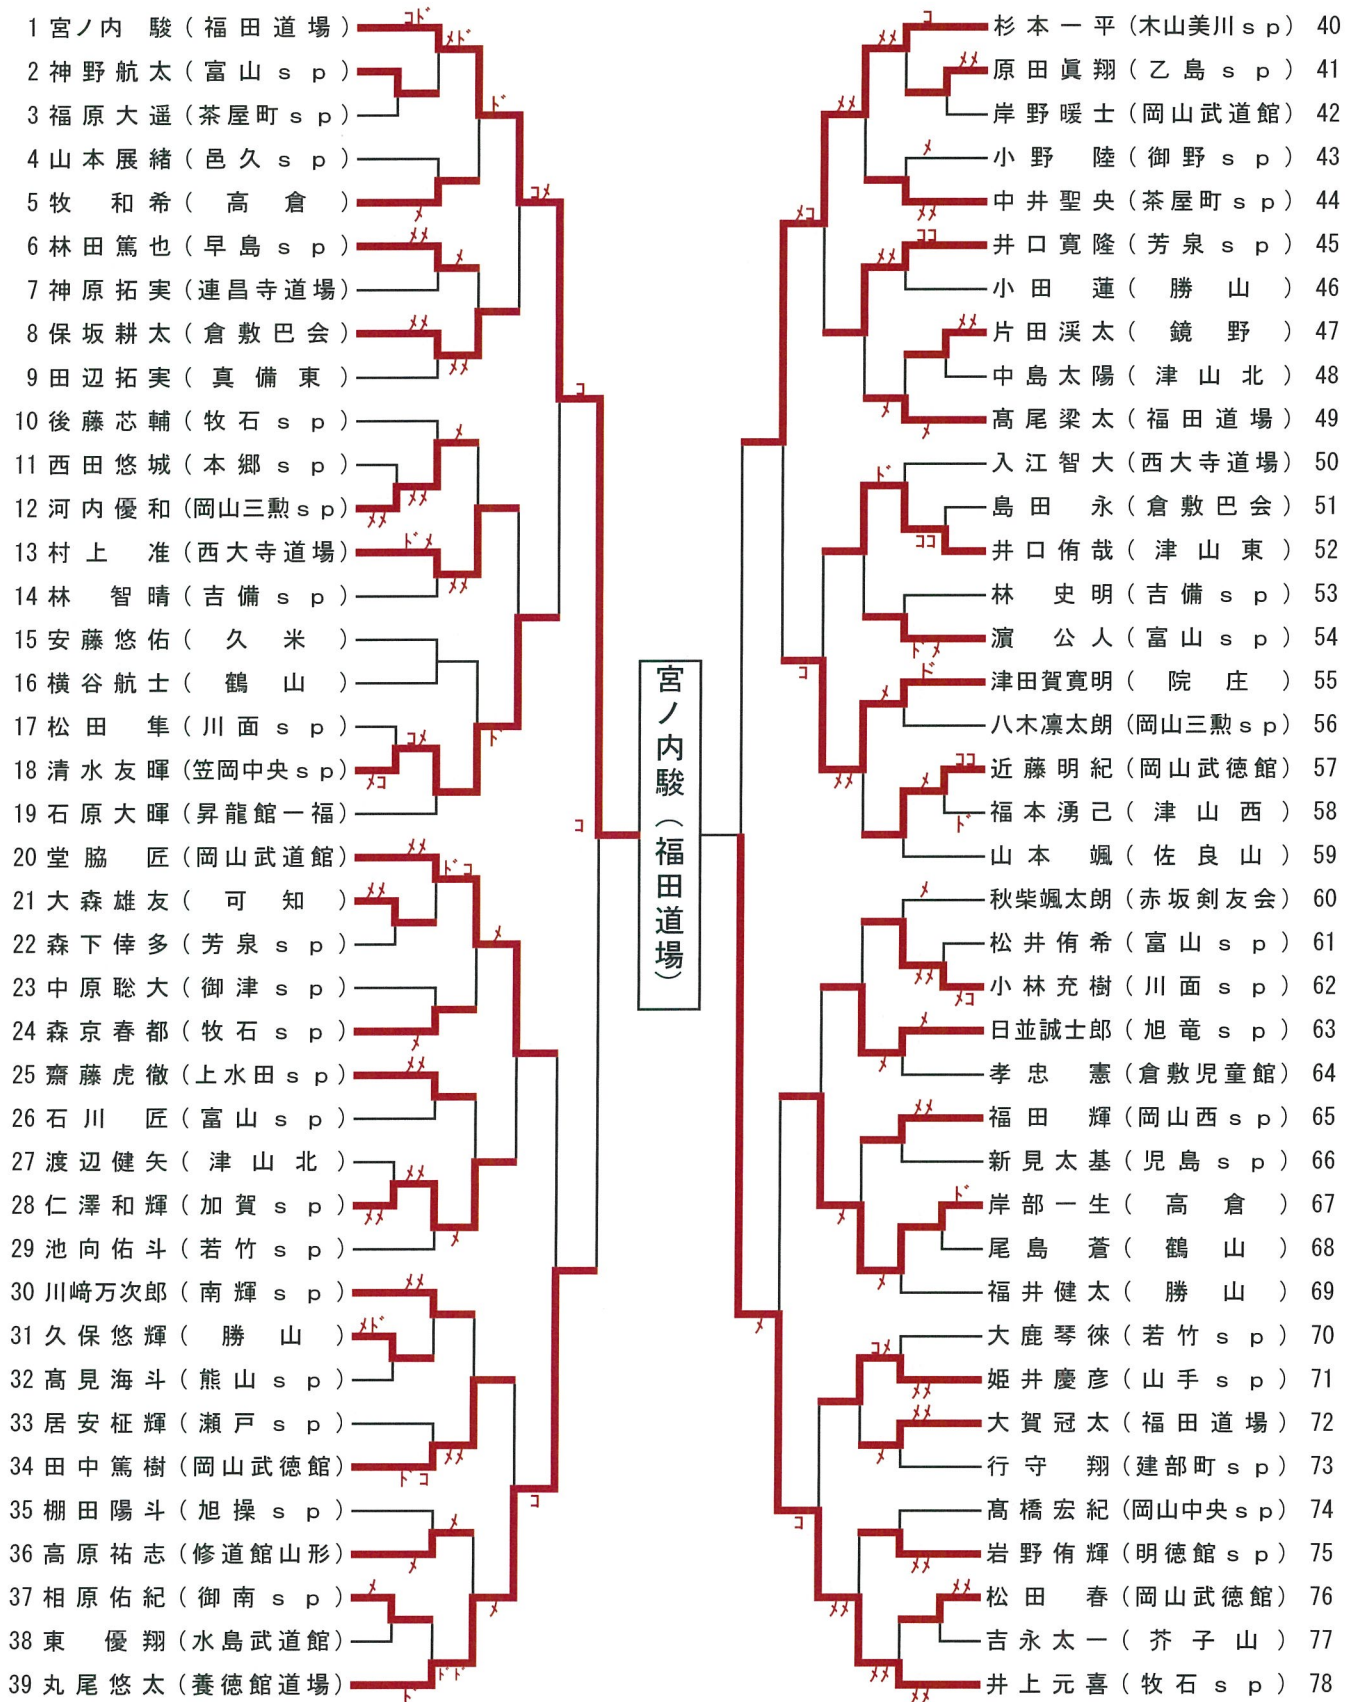 1 宮ノ内 駿 (福田道場)
2 神野航太 (富山sp)
3 福原大遥 (茶屋町sp)
4 山本展緒 (邑久sp)
5 牧 和希 (高倉)
6 林田篤也 (早島sp)
7 神原拓実 (連昌寺道場)
8 保坂耕太 (倉敷巴会)
9 田辺拓実 (真備東)
10 後藤芯輔 (牧石sp)
11 西田悠城 (本郷sp)
12 河内優和 (岡山三勲sp)
13 村上 准 (西大寺道場)
14 林 智晴 (吉備sp)
15 安藤悠佑 (久米)
16 横谷航士 (鶴山)
17 松田 隼 (川面sp)
18 清水友暉 (笠岡中央sp)
19 石原大暉 (昇龍館一福)
20 堂脇 匠 (岡山武道館)
21 大森雄友 (可知)
22 森下倖多 (芳泉sp)
23 中原聡大 (御津sp)
24 森京春都 (牧石sp)
25 齋藤虎徹 (上水田sp)
26 石川 匠 (富山sp)
27 渡辺健矢 (津山北)
28 仁澤和輝 (加賀sp)
29 池向佑斗 (若竹sp)
30 川﨑万次郎 (南輝sp)
31 久保悠輝 (勝山)
32 髙見海斗 (熊山sp)
33 居安柾輝 (瀬戸sp)
34 田中篤樹 (岡山武徳館)
35 棚田陽斗 (旭操sp)
36 高原祐志 (修道館山形)
37 相原佑紀 (御南sp)
38 東 優翔 (水島武道館)
39 丸尾悠太 (養徳館道場)
宮ノ内駿(福田道場)
杉本一平 (木山美川sp) 40
原田眞翔 (乙島sp) 41
岸野暖士 (岡山武道館) 42
小野 陸 (御野sp) 43
中井聖央 (茶屋町sp) 44
井口寛隆 (芳泉sp) 45
小田 蓮 (勝山) 46
片田渓太 (鏡野) 47
中島太陽 (津山北) 48
髙尾梁太 (福田道場) 49
入江智大 (西大寺道場) 50
島田 永 (倉敷巴会) 51
井口侑哉 (津山東) 52
林 史明 (吉備sp) 53
濵 公人 (富山sp) 54
津田賀寛明 (院庄) 55
八木凛太朗 (岡山三勲sp) 56
近藤明紀 (岡山武徳館) 57
福本湧己 (津山西) 58
山本 颯 (佐良山) 59
秋柴颯太朗 (赤坂剣友会) 60
松井侑希 (富山sp) 61
小林充樹 (川面sp) 62
日並誠士郎 (旭竜sp) 63
孝忠 憲 (倉敷児童館) 64
福田 輝 (岡山西sp) 65
新見太基 (児島sp) 66
岸部一生 (高倉) 67
尾島 蒼 (鶴山) 68
福井健太 (勝山) 69
大鹿琴徠 (若竹sp) 70
姫井慶彦 (山手sp) 71
大賀冠太 (福田道場) 72
行守 翔 (建部町sp) 73
髙橋宏紀 (岡山中央sp) 74
岩野侑輝 (明徳館sp) 75
松田 春 (岡山武徳館) 76
吉永太一 (芥子山) 77
井上元喜 (牧石sp) 78